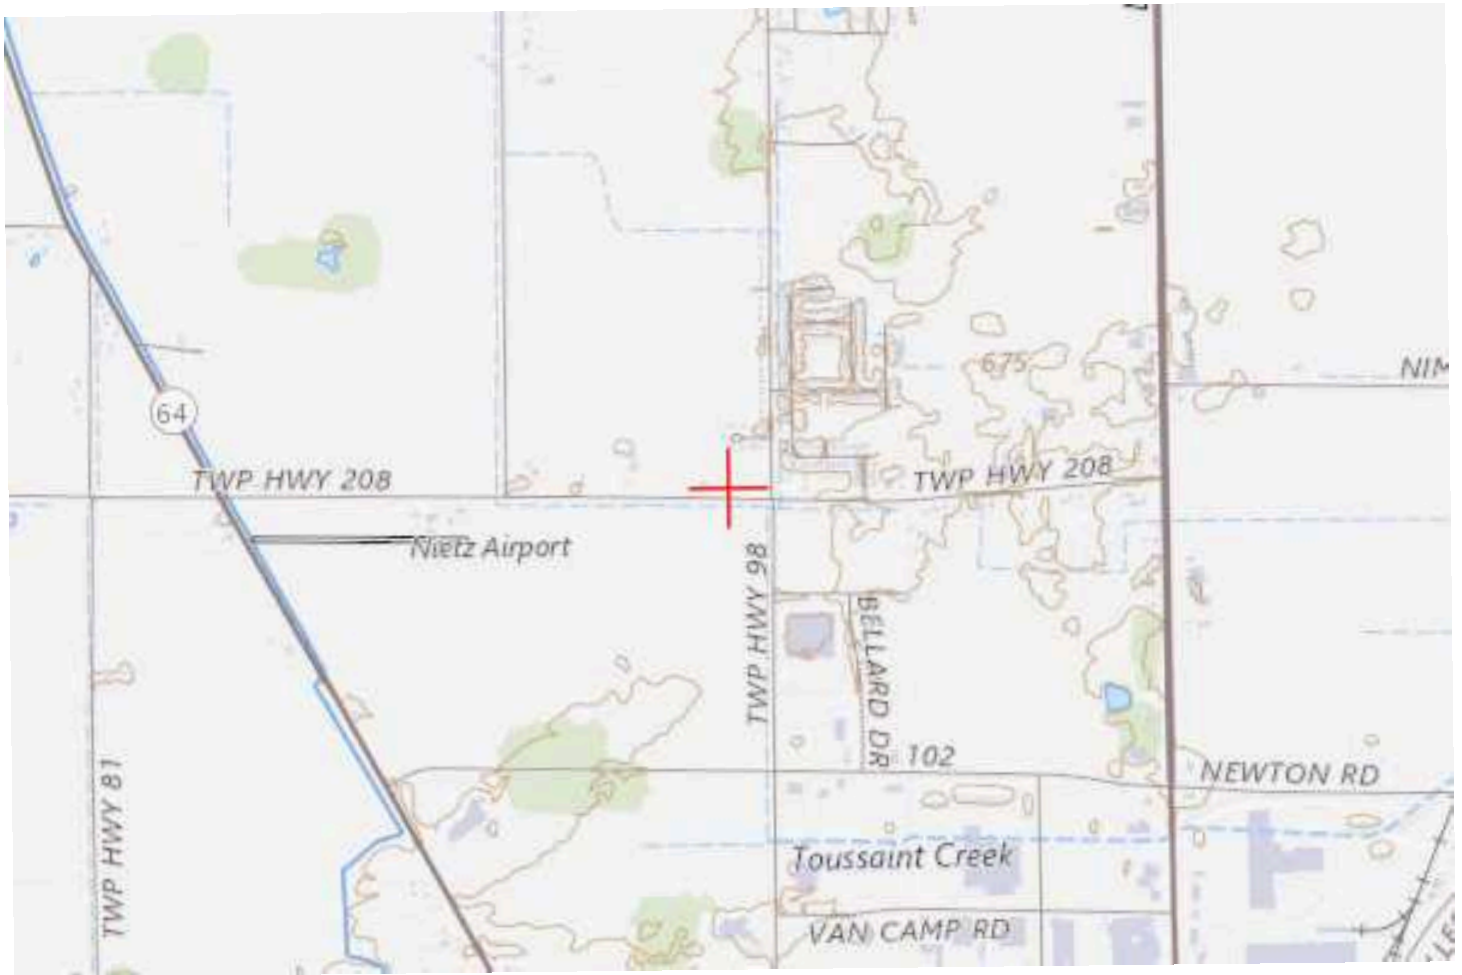 675
NIM
64
TWP HWY 208
TWP HWY 208
Nietz Airport
TWP HWY 98
BELLARD DR
102
NEWTON RD
TWP HWY 81
Toussaint Creek
VAN CAMP RD